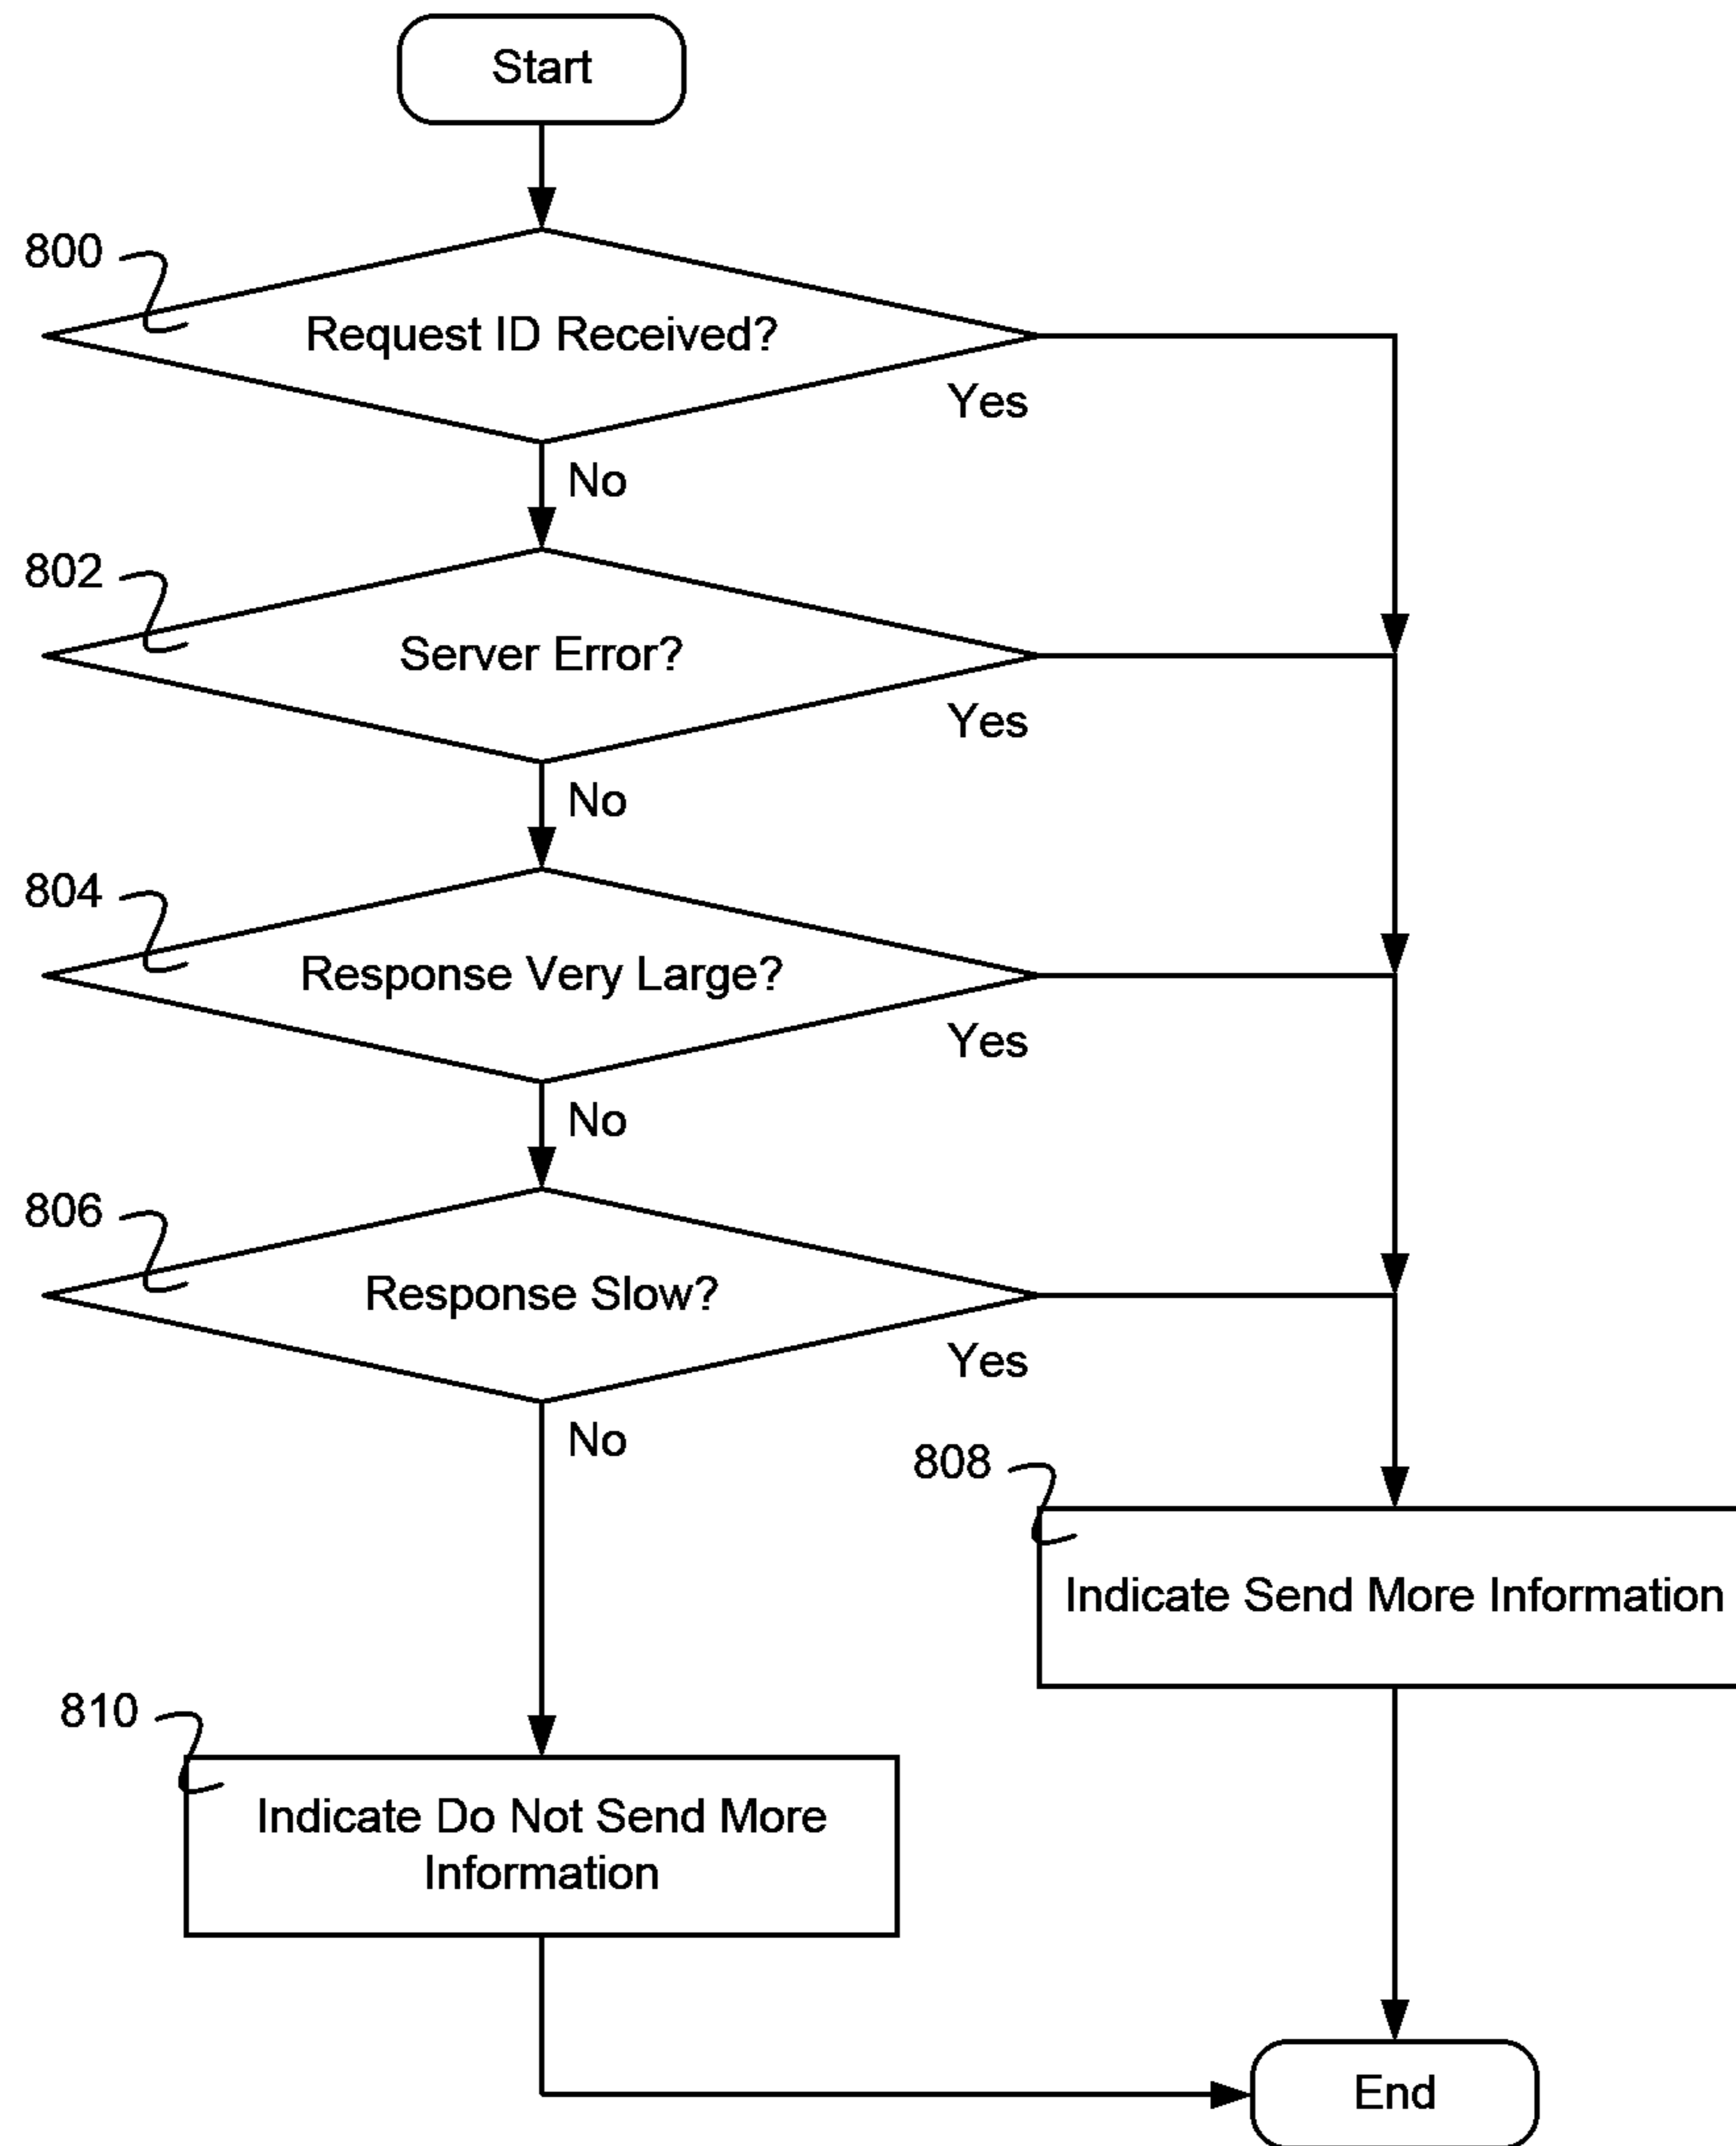 Start
800
Request ID Received?
Yes
No
802
Server Error?
Yes
No
804
Response Very Large?
Yes
No
806
Response Slow?
Yes
No
808
Indicate Send More Information
810
Indicate Do Not Send More
Information
End